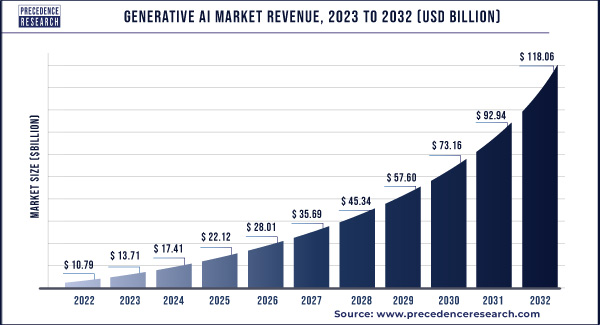 PRECEDENCE
RESEARCH
GENERATIVE AI MARKET REVENUE, 2023 TO 2032 (USD BILLION)
MARKET SIZE ($BILLION)
$ 10.79
$ 13.71
$ 17.41
$ 22.12
$ 28.01
$ 35.69
$ 45.34
$ 57.60
$ 73.16
$ 92.94
$ 118.06
2022 2023 2024 2025 2026 2027 2028 2029 2030 2031 2032
Source: www.precedenceresearch.com